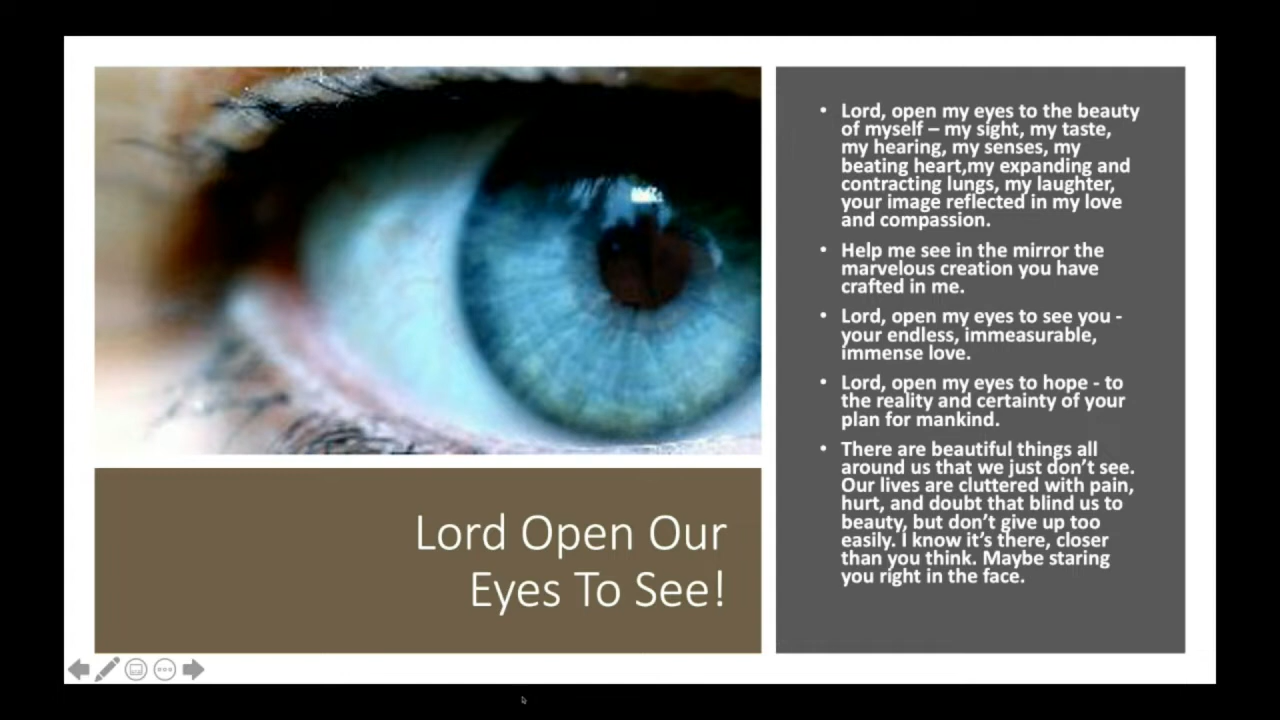 Lord Open Our
Eyes To See!
• Lord, open my eyes to the beauty
of myself – my sight, my taste,
my hearing, my senses, my
beating heart,my expanding and
contracting lungs, my laughter,
your image reflected in my love
and compassion.
• Help me see in the mirror the
marvelous creation you have
crafted in me.
• Lord, open my eyes to see you -
your endless, immeasurable,
immense love.
• Lord, open my eyes to hope - to
the reality and certainty of your
plan for mankind.
• There are beautiful things all
around us that we just don’t see.
Our lives are cluttered with pain,
hurt, and doubt that blind us to
beauty, but don’t give up too
easily. I know it’s there, closer
than you think. Maybe staring
you right in the face.